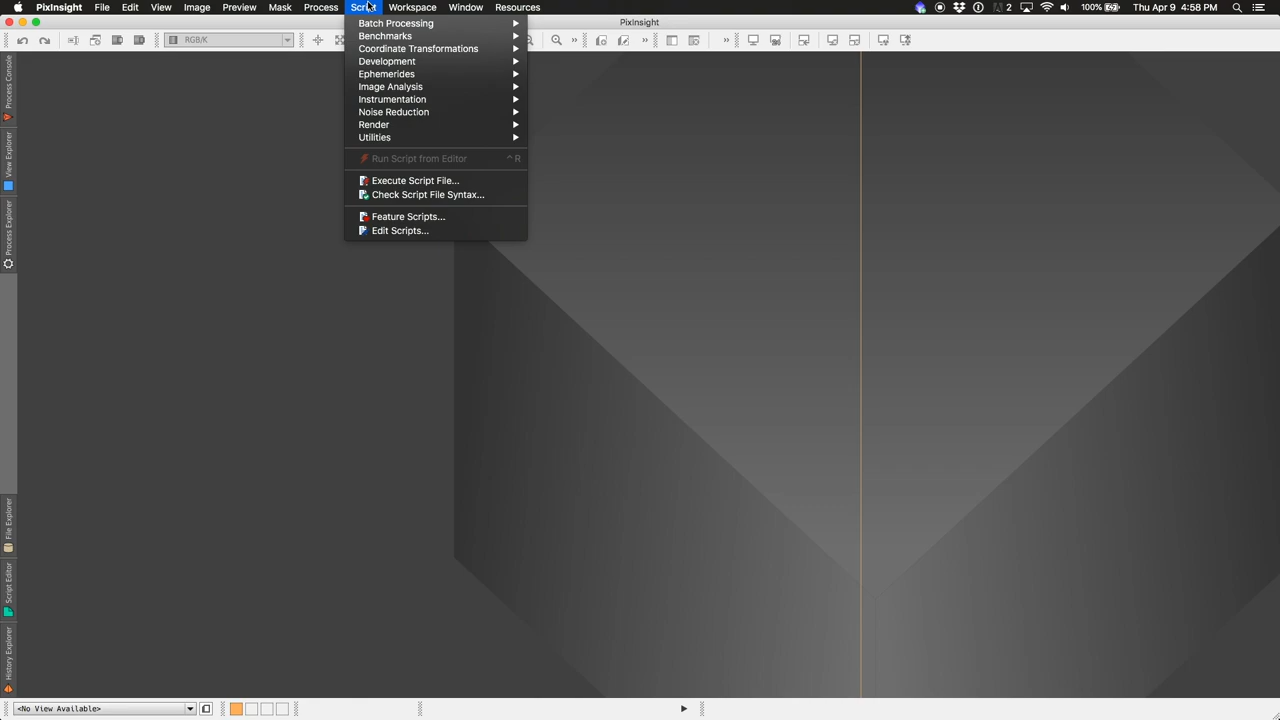 PixInsight File Edit View Image Preview Mask Process Script Workspace Window Resources 2 100% Thu Apr 9 4:58 PM
PixInsight
RGB/K
Batch Processing
Benchmarks
Coordinate Transformations
Development
Ephemerides
Image Analysis
Instrumentation
Noise Reduction
Render
Utilities
Run Script from Editor ^ R
Execute Script File...
Check Script File Syntax...
Feature Scripts...
Edit Scripts...
Process Console
View Explorer
Process Explorer
File Explorer
Script Editor
History Explorer
<No View Available>